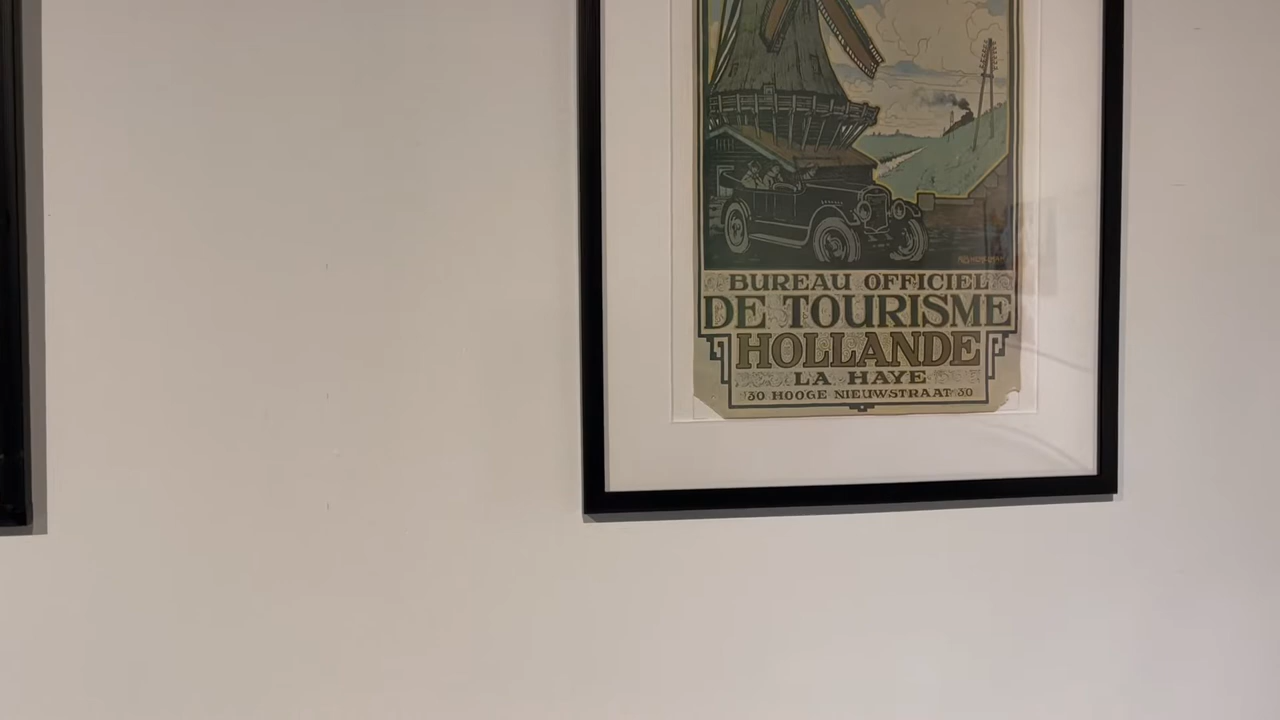 BUREAU OFFICIEL
DE TOURISME
HOLLANDE
LA HAYE
30 HOOGE NIEUWSTRAAT 30